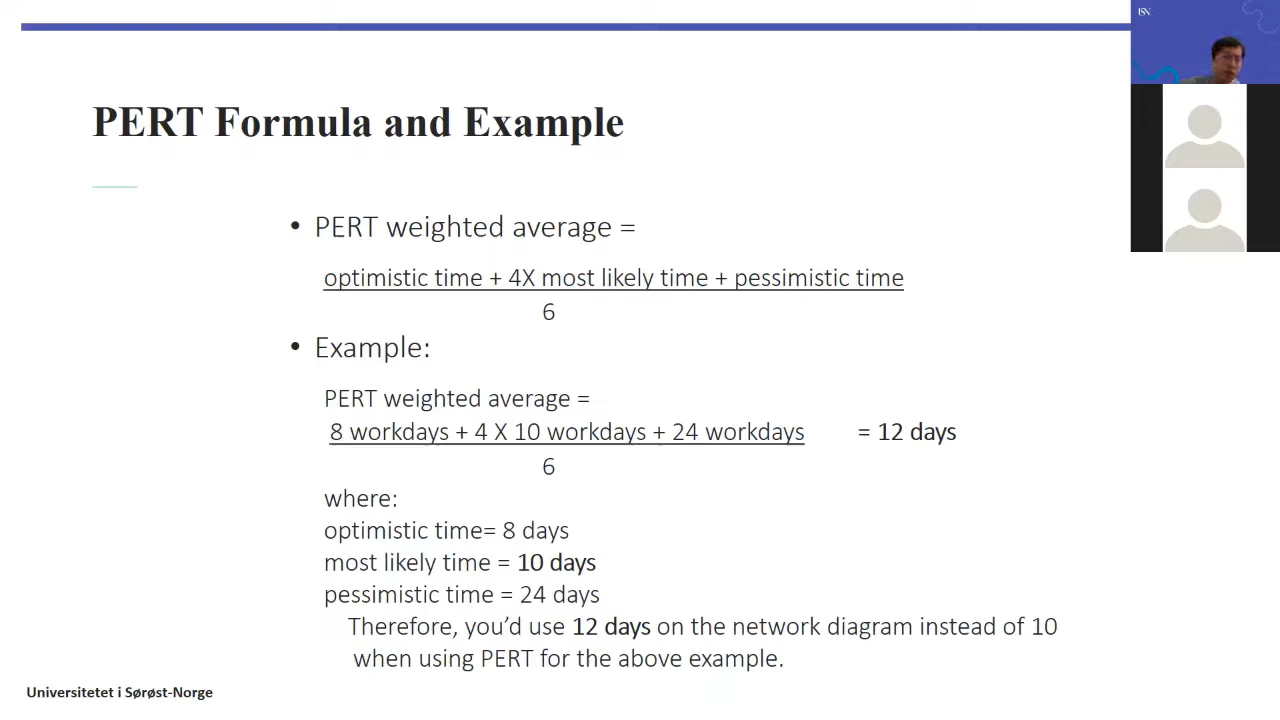 PERT Formula and Example
• PERT weighted average =
optimistic time + 4X most likely time + pessimistic time
6
• Example:
PERT weighted average =
8 workdays + 4 X 10 workdays + 24 workdays = 12 days
6
where:
optimistic time= 8 days
most likely time = 10 days
pessimistic time = 24 days
Therefore, you’d use 12 days on the network diagram instead of 10
when using PERT for the above example.
Universitetet i Sørøst-Norge